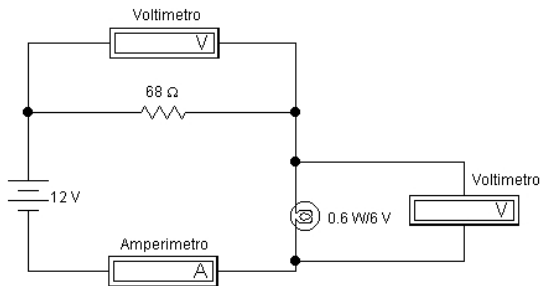 Voltimetro
V
68 Ω
12 V
Voltimetro
V
0.6 W/6 V
Amperimetro
A